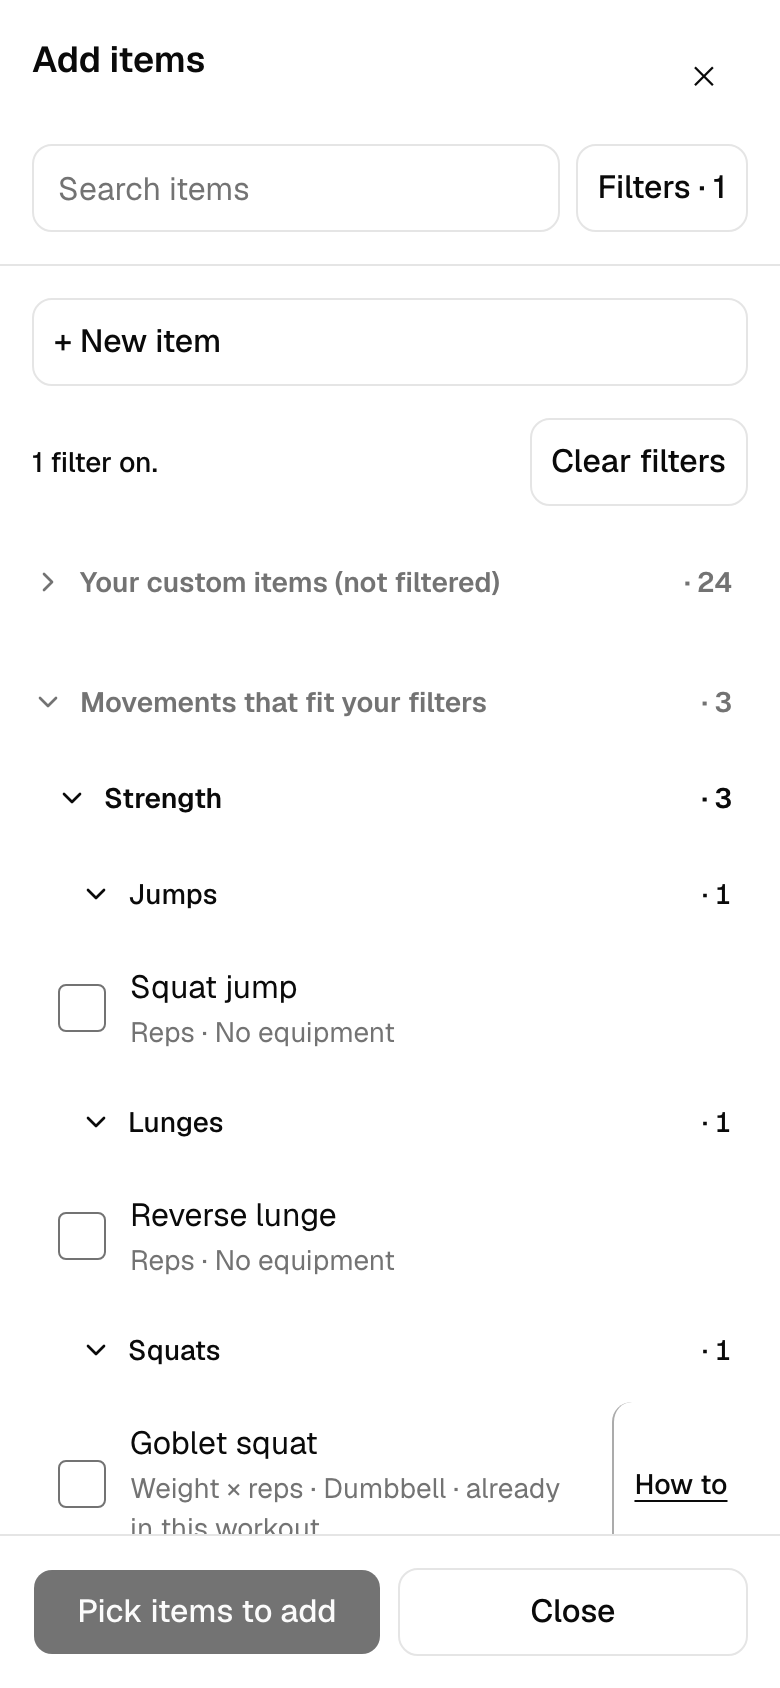 Add items
Search items
Filters · 1
+ New item
1 filter on.
Clear filters
Your custom items (not filtered) · 24
Movements that fit your filters · 3
Strength · 3
Jumps · 1
Squat jump
Reps · No equipment
Lunges · 1
Reverse lunge
Reps · No equipment
Squats · 1
Goblet squat
Weight × reps · Dumbbell · already
in this workout
How to
Pick items to add
Close